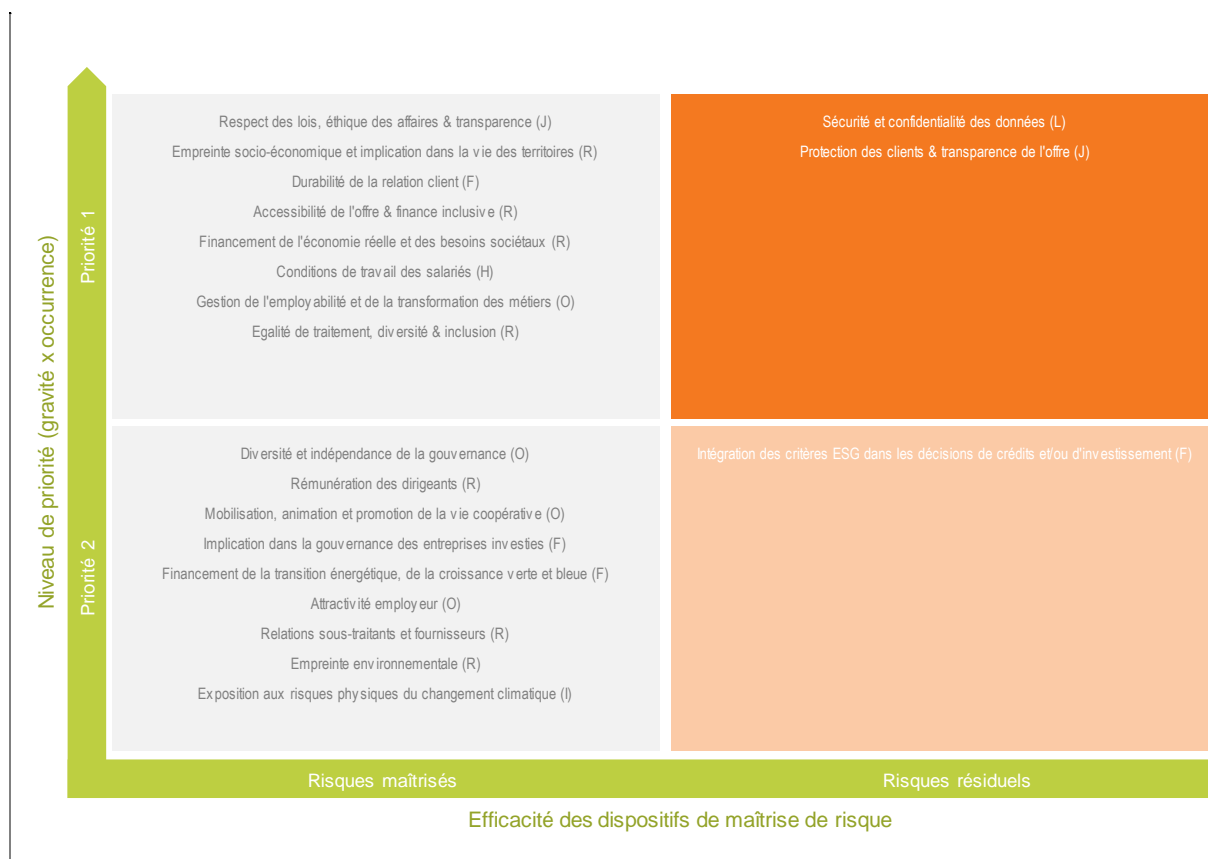 Niveau de priorité (gravité x occurrence)
Priorité 1
Respect des lois, éthique des affaires & transparence (J)
Empreinte socio-économique et implication dans la vie des territoires (R)
Durabilité de la relation client (F)
Accessibilité de l'offre & finance inclusive (R)
Financement de l'économie réelle et des besoins sociétaux (R)
Conditions de travail des salariés (H)
Gestion de l'employabilité et de la transformation des métiers (O)
Egalité de traitement, diversité & inclusion (R)
Sécurité et confidentialité des données (L)
Protection des clients & transparence de l'offre (J)
Priorité 2
Diversité et indépendance de la gouvernance (O)
Rémunération des dirigeants (R)
Mobilisation, animation et promotion de la vie coopérative (O)
Implication dans la gouvernance des entreprises investies (F)
Financement de la transition énergétique, de la croissance verte et bleue (F)
Attractivité employeur (O)
Relations sous-traitants et fournisseurs (R)
Empreinte environnementale (R)
Exposition aux risques physiques du changement climatique (I)
Intégration des critères ESG dans les décisions de crédits et/ou d'investissement (F)
Risques maîtrisés
Risques résiduels
Efficacité des dispositifs de maîtrise de risque